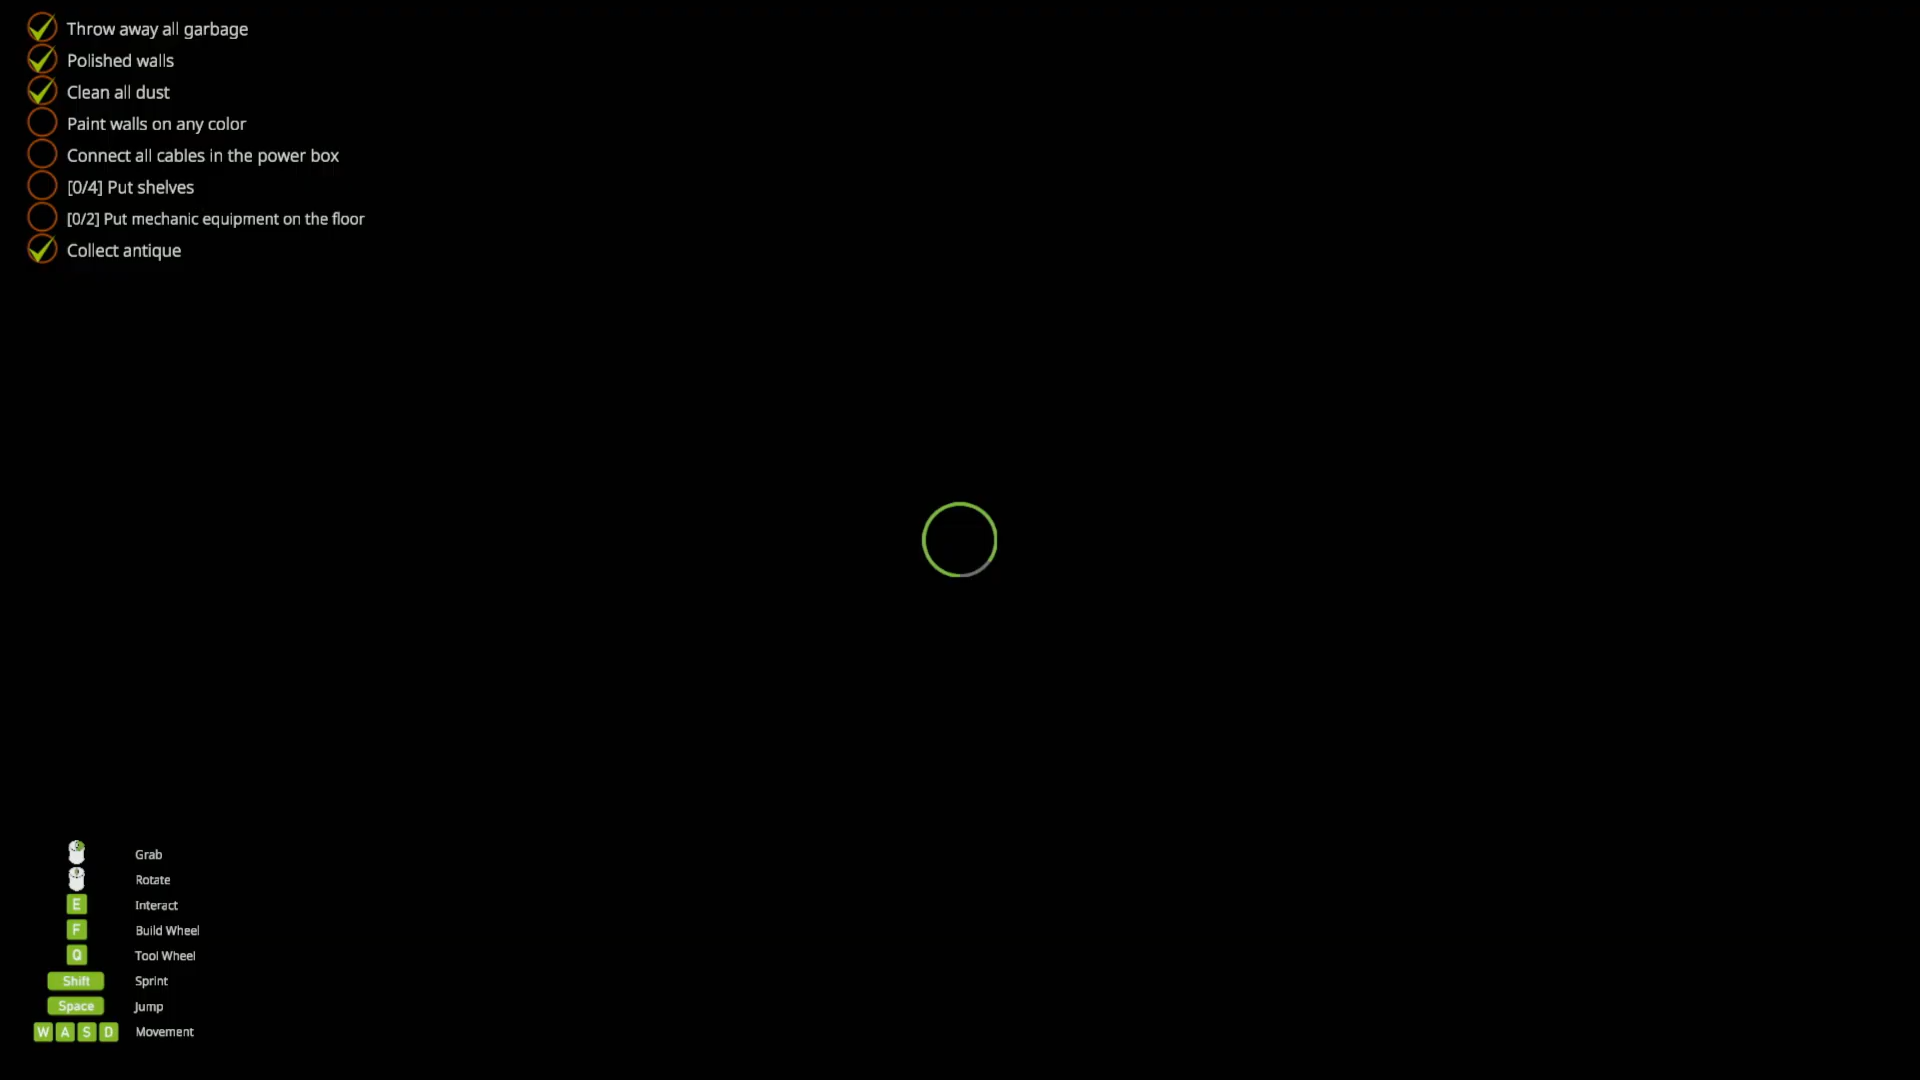 Throw away all garbage
Polished walls
Clean all dust
Paint walls on any color
Connect all cables in the power box
[0/4] Put shelves
[0/2] Put mechanic equipment on the floor
Collect antique
Grab
Rotate
E Interact
F Build Wheel
Q Tool Wheel
Shift Sprint
Space Jump
W A S D Movement